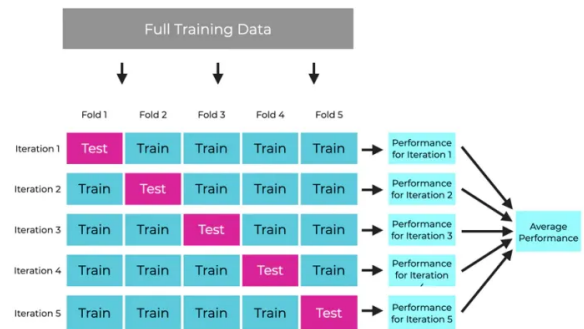 Full Training Data
Fold 1 Fold 2 Fold 3 Fold 4 Fold 5
Iteration 1 Test Train Train Train Train Performance
for Iteration 1
Iteration 2 Train Test Train Train Train Performance
for Iteration 2
Iteration 3 Train Train Test Train Train Performance
for Iteration 3
Average
Performance
Iteration 4 Train Train Train Test Train Performance
for Iteration
Iteration 5 Train Train Train Train Test Performance
for Iteration 5